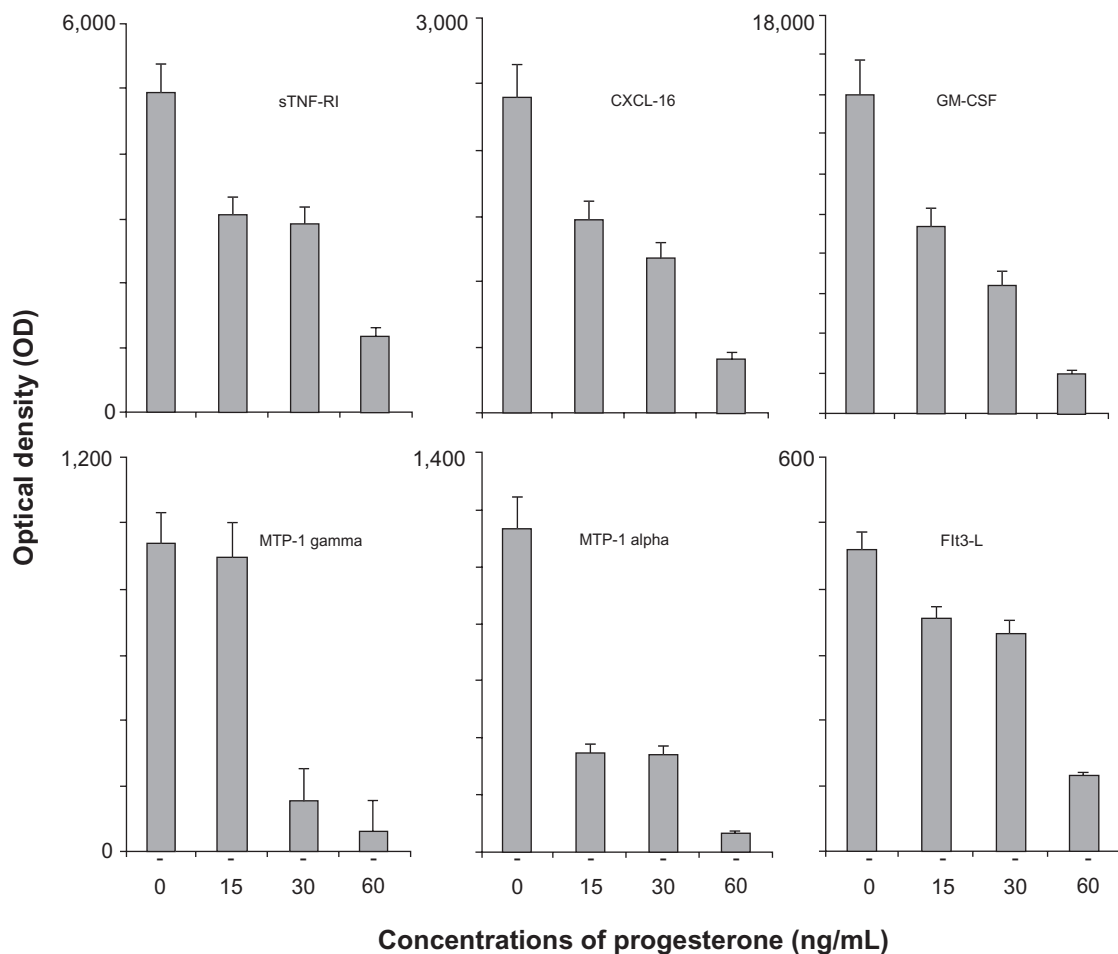 Optical density (OD)
6,000
sTNF-RI
0
3,000
CXCL-16
18,000
GM-CSF
1,200
MTP-1 gamma
0
1,400
MTP-1 alpha
600
Flt3-L
- - - -
0 15 30 60
- - - -
0 15 30 60
- - - -
0 15 30 60
Concentrations of progesterone (ng/mL)